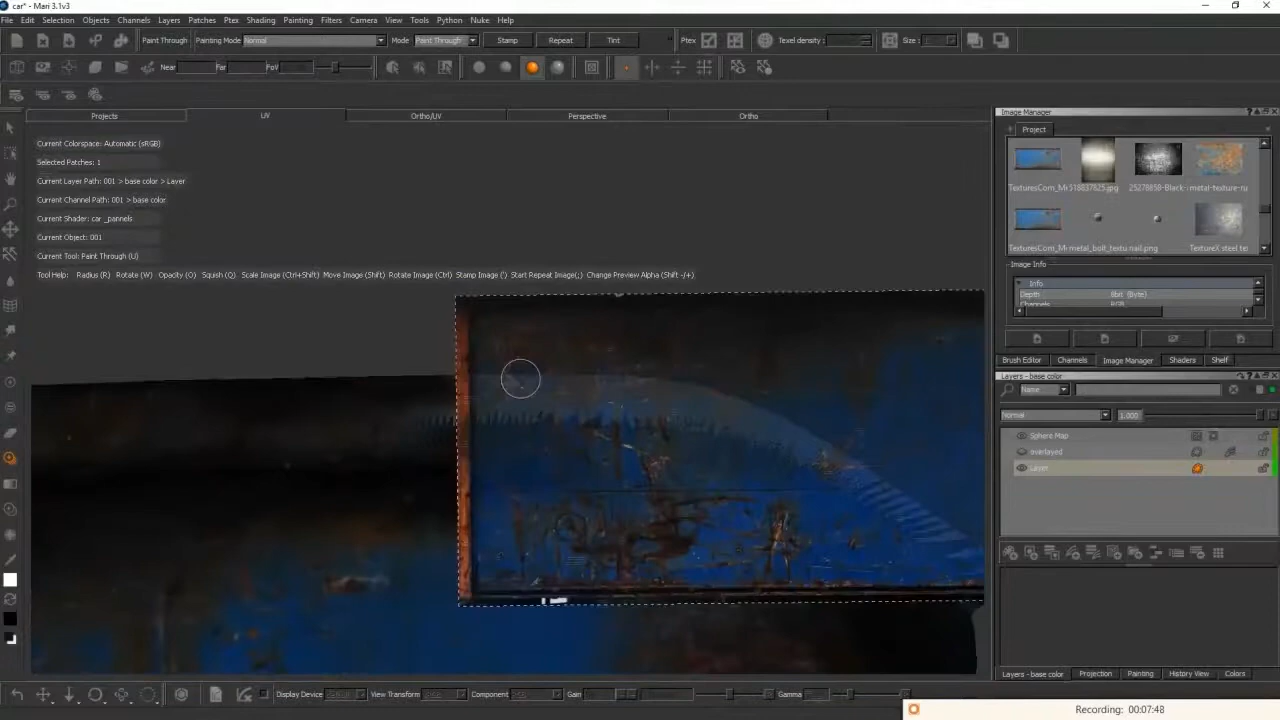 car* - Mari 3.1v3
File Edit Selection Objects Channels Layers Patches Ptex Shading Painting Filters Camera View Tools Python Nuke Help
Paint Through Painting Mode Normal Mode Paint Through Stamp Repeat Tint Ptex Texel density: Size :
Near Far FoV
Projects UV Ortho/UV Perspective Ortho
Current Colorspace: Automatic (sRGB)
Selected Patches: 1
Current Layer Path: 001 > base color > Layer
Current Channel Path: 001 > base color
Current Shader: car _pannels
Current Object: 001
Current Tool: Paint Through (U)
Tool Help: Radius (R) Rotate (W) Opacity (O) Squish (Q) Scale Image (Ctrl+Shift) Move Image (Shift) Rotate Image (Ctrl) Stamp Image (') Start Repeat Image(;) Change Preview Alpha (Shift -/+)
Image Manager
Project
metal-texture-ru
nail.png
Image Info
Info
Depth 8bit (Byte)
Channels RGB
Brush Editor Channels Image Manager Shaders Shelf
Layers - base color
Name
Normal 1.000
Sphere Map
overlayed
Layer
Layers - base color Projection Painting History View Colors
Display Device View Transform Component Gain Gamma
Recording: 00:07:48